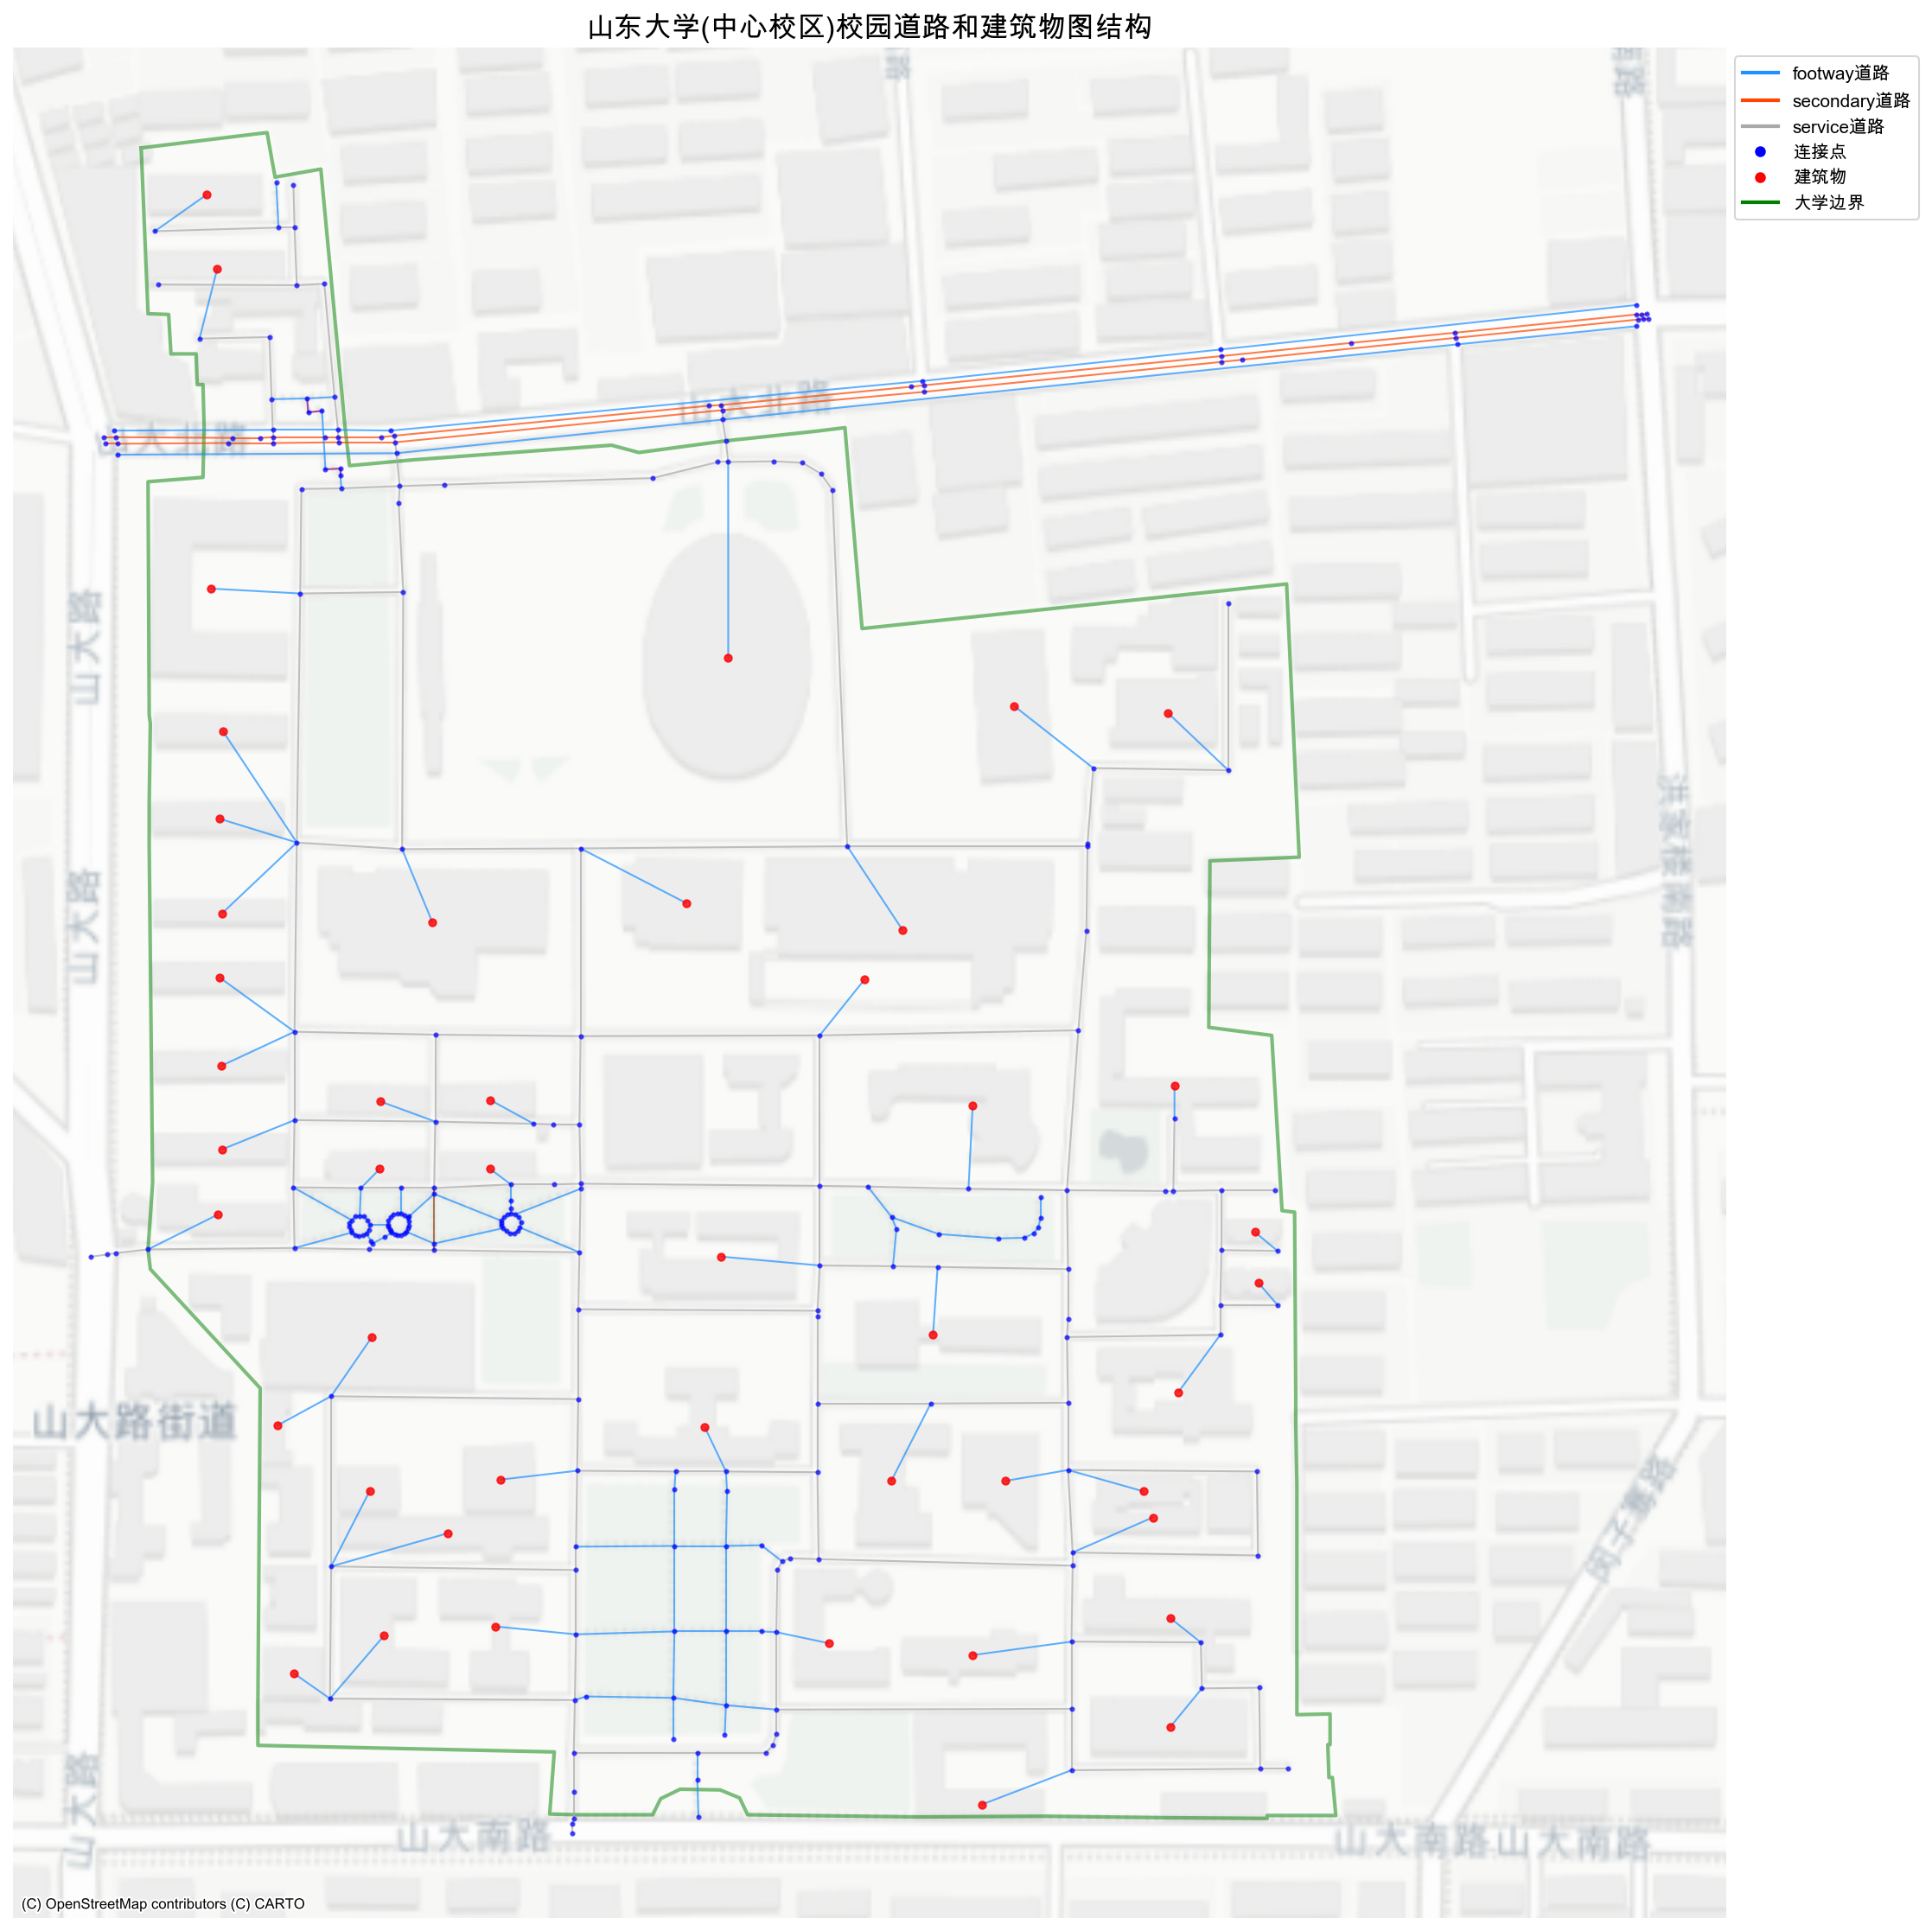 山东大学(中心校区)校园道路和建筑物图结构
footway道路
secondary道路
service道路
连接点
建筑物
大学边界
山大北路
山大北路
山大路
山大路
洪家楼南路
山大路街道
闵子骞路
山大路
山大南路
山大南路山大南路
(C) OpenStreetMap contributors (C) CARTO